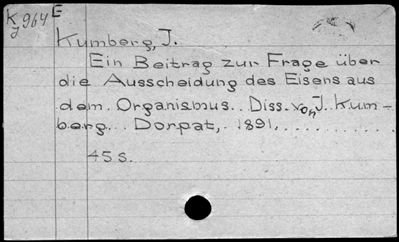 K E
J 964
Kumberg, J.
Ein Beitrag zur Frage über
die Ausscheidung des Eisens aus
dem. Organismus.. Diss. von J. Kum-
berg... Dorpat, 1891.
45 s.